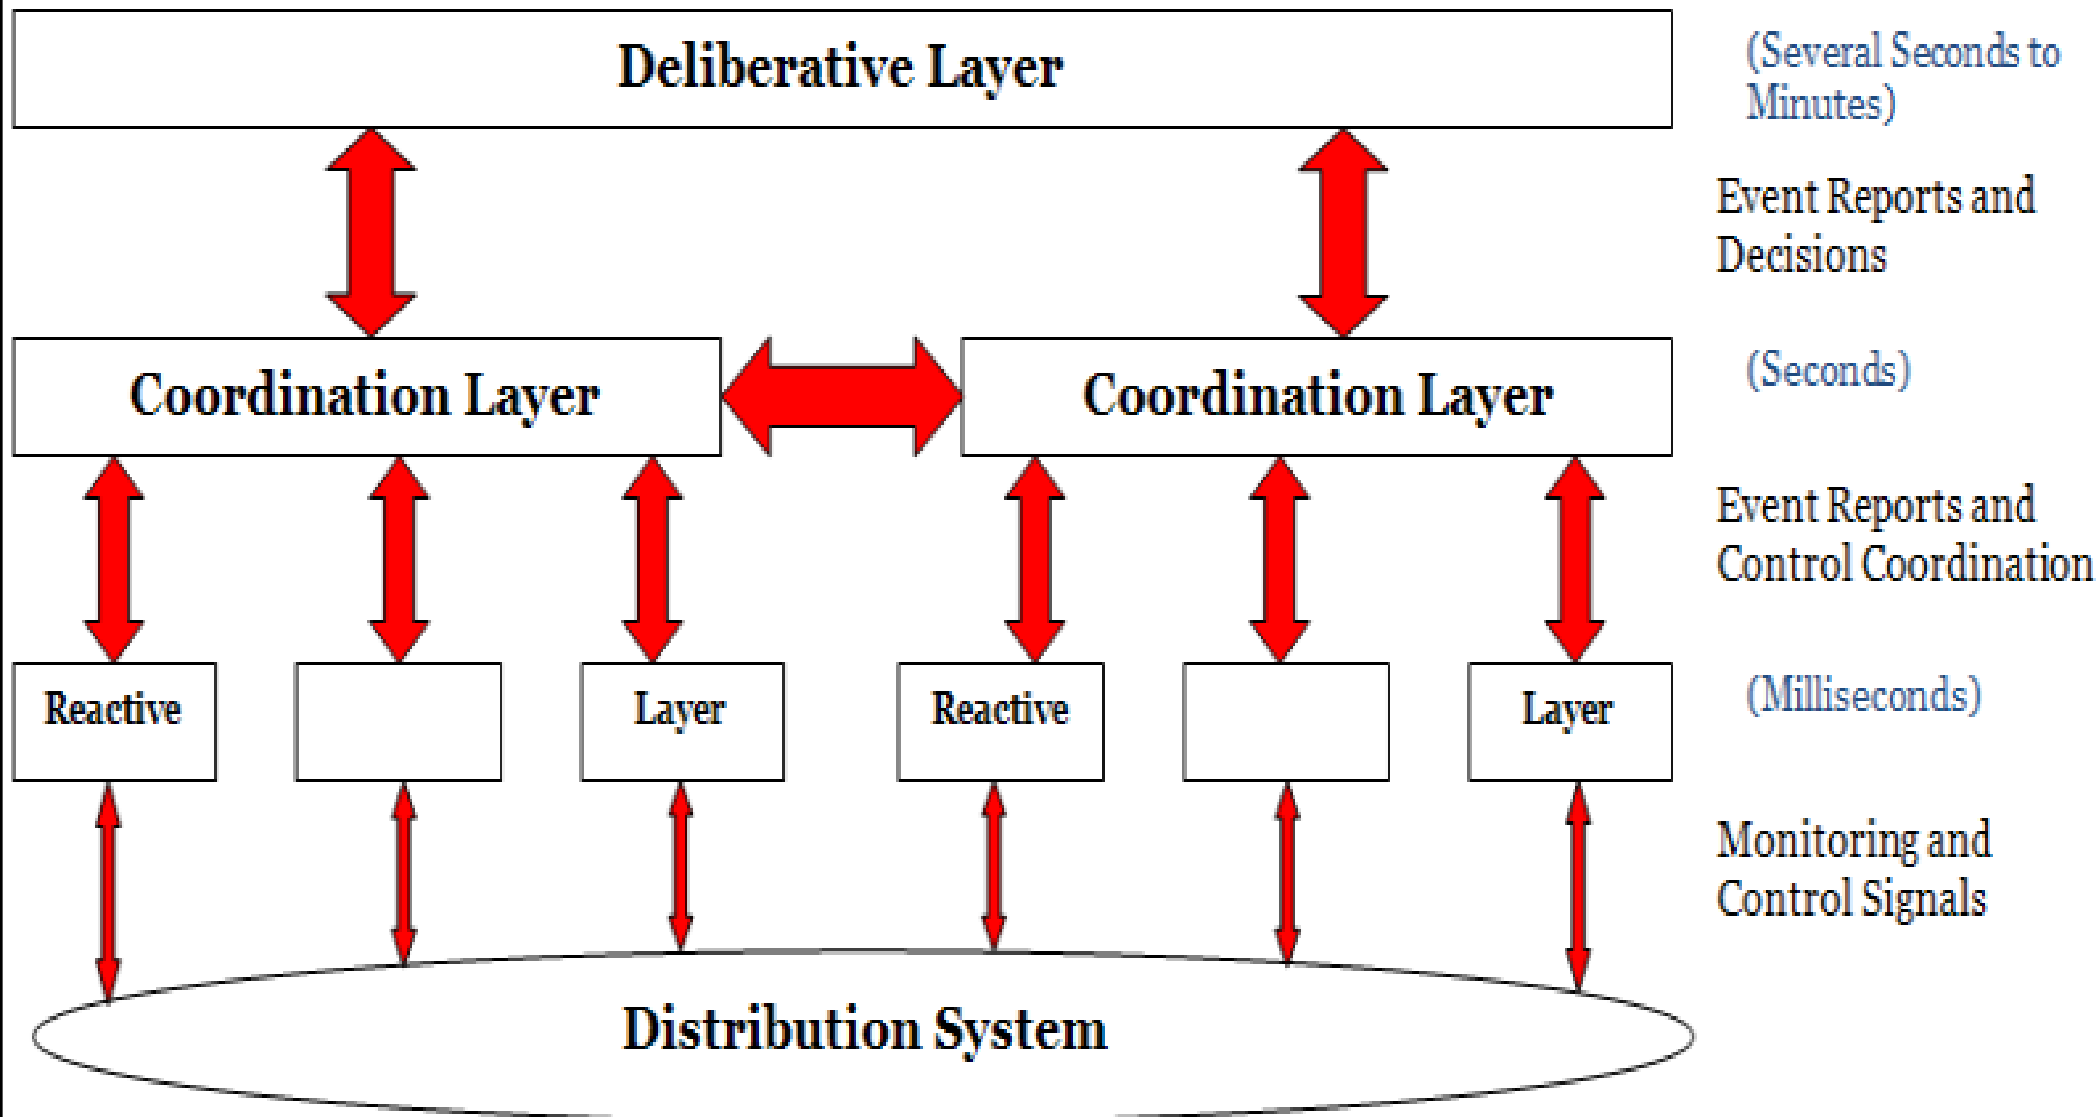 Deliberative Layer
(Several Seconds to
Minutes)
Event Reports and
Decisions
Coordination Layer
Coordination Layer
(Seconds)
Event Reports and
Control Coordination
Reactive
Layer
Reactive
Layer
(Milliseconds)
Monitoring and
Control Signals
Distribution System